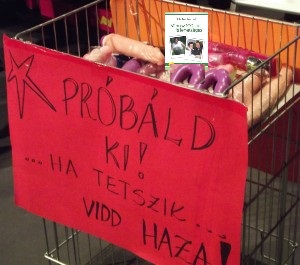 PRÓBÁLD
KI!
...HA TETSZIK...
VIDD HAZA!